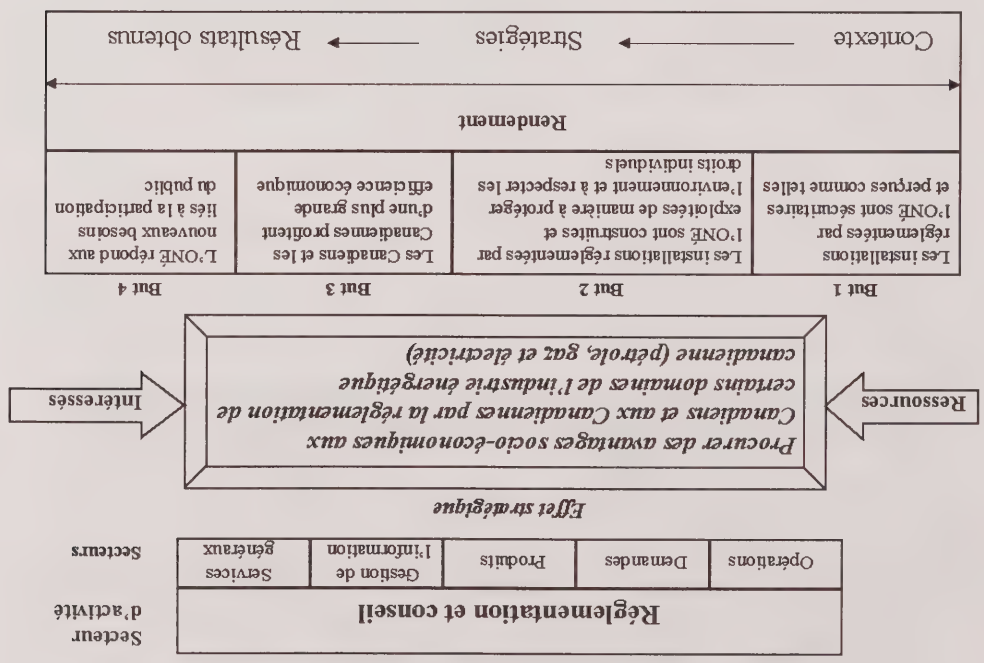 Secteur
d'activité
Réglementation et conseil
Opérations
Demandes
Produits
Gestion de
l'information
Services
généraux
Secteurs
Effet stratégique
Ressources
Procurer des avantages socio-économiques aux
Canadiens et aux Canadiennes par la réglementation de
certains domaines de l'industrie énergétique
canadienne (pétrole, gaz et électricité)
Intéressés
But 1
But 2
But 3
But 4
Les installations
réglementées par
l'ONÉ sont sécuritaires
et perçues comme telles
Les installations réglementées par
l'ONÉ sont construites et
exploitées de manière à protéger
l'environnement et à respecter les
droits individuels
Les Canadiens et les
Canadiennes profitent
d'une plus grande
efficience économique
L'ONÉ répond aux
nouveaux besoins
liés à la participation
du public
Rendement
Contexte
Stratégies
Résultats obtenus